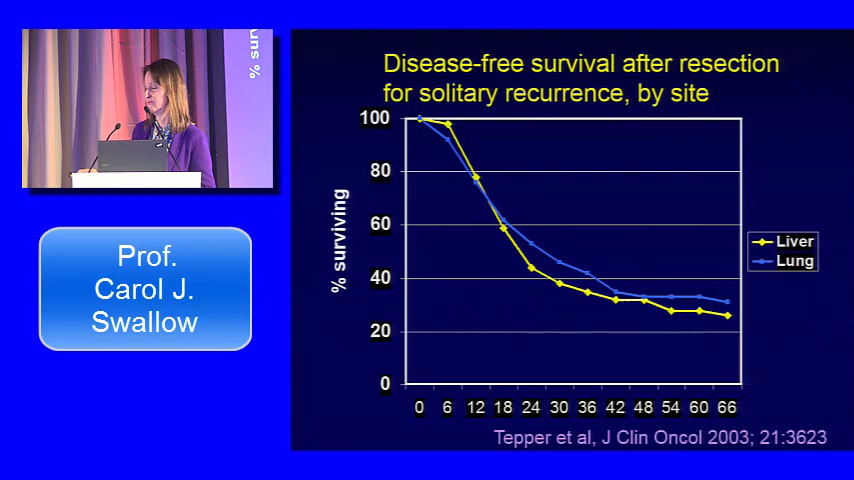 % surv
Prof.
Carol J.
Swallow
Disease-free survival after resection
for solitary recurrence, by site
% surviving
100
80
60
40
20
0
0 6 12 18 24 30 36 42 48 54 60 66
Liver
Lung
Tepper et al, J Clin Oncol 2003; 21:3623